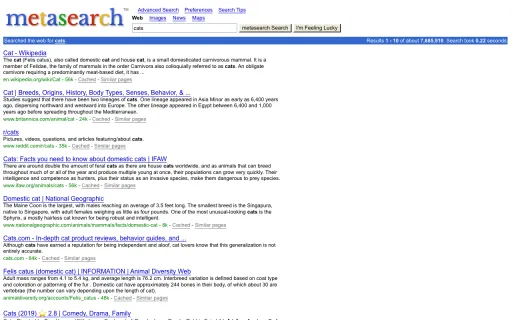 metasearch™
Advanced Search Preferences Search Tips
Web Images News Maps
cats
metasearch Search
I'm Feeling Lucky
Searched the web for cats.
Results 1 - 10 of about 7,665,910. Search took 0.22 seconds.
Cat - Wikipedia
The cat (Felis catus), also called domestic cat and house cat, is a small domesticated carnivorous mammal. It is a
member of Felidae, the family of mammals in the order Carnivora also colloquially referred to as cats. An obligate
carnivore requiring a predominantly meat-based diet, it has ...
en.wikipedia.org/wiki/Cat - 56k - Cached - Similar pages
Cat | Breeds, Origins, History, Body Types, Senses, Behavior, & ...
Studies suggest that there have been two lineages of cats. One lineage appeared in Asia Minor as early as 6,400 years
ago, dispersing northward and westward into Europe. The other lineage appeared in Egypt between 6,400 and 1,000
years ago before spreading throughout the Mediterranean.
www.britannica.com/animal/cat - 24k - Cached - Similar pages
r/cats
Pictures, videos, questions, and articles featuring/about cats.
www.reddit.com/r/cats - 35k - Cached - Similar pages
Cats: Facts you need to know about domestic cats | IFAW
There are around double the amount of feral cats as there are house cats worldwide, and as animals that can breed
throughout much of or all of the year and produce multiple young at once, their populations can grow very quickly. Their
intelligence and competence as hunters, plus their status as an invasive species, make them dangerous to prey species.
www.ifaw.org/animals/cats - 56k - Cached - Similar pages
Domestic cat | National Geographic
The Maine Coon is the largest, with males reaching an average of 3.5 feet long. The smallest breed is the Singapura,
native to Singapore, with adult females weighing as little as four pounds. One of the most unusual-looking cats is the
Sphynx, a mostly hairless cat known for being robust and intelligent.
www.nationalgeographic.com/animals/mammals/facts/domestic-cat - 8k - Cached - Similar pages
Cats.com - In-depth cat product reviews, behavior guides, and ...
Although cats have earned a reputation for being independent and aloof, cat lovers know that this generalization is not
entirely accurate.
cats.com - 84k - Cached - Similar pages
Felis catus (domestic cat) | INFORMATION | Animal Diversity Web
Adult mass ranges from 4.1 to 5.4 kg, and average length is 76.2 cm. Interbreed variation is defined based on coat type
and coloration or patterning of the fur . Domestic cat have approximately 244 bones in their body, of which about 30 are
vertebrae (the number can vary depending upon the length of cat).
animaldiversity.org/accounts/Felis_catus - 48k - Cached - Similar pages
Cats (2019) ⭐ 2.8 | Comedy, Drama, Family